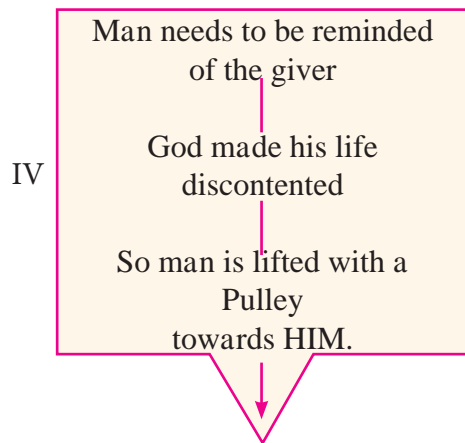 Man needs to be reminded
of the giver
God made his life
discontented
IV
So man is lifted with a
Pulley
towards HIM.